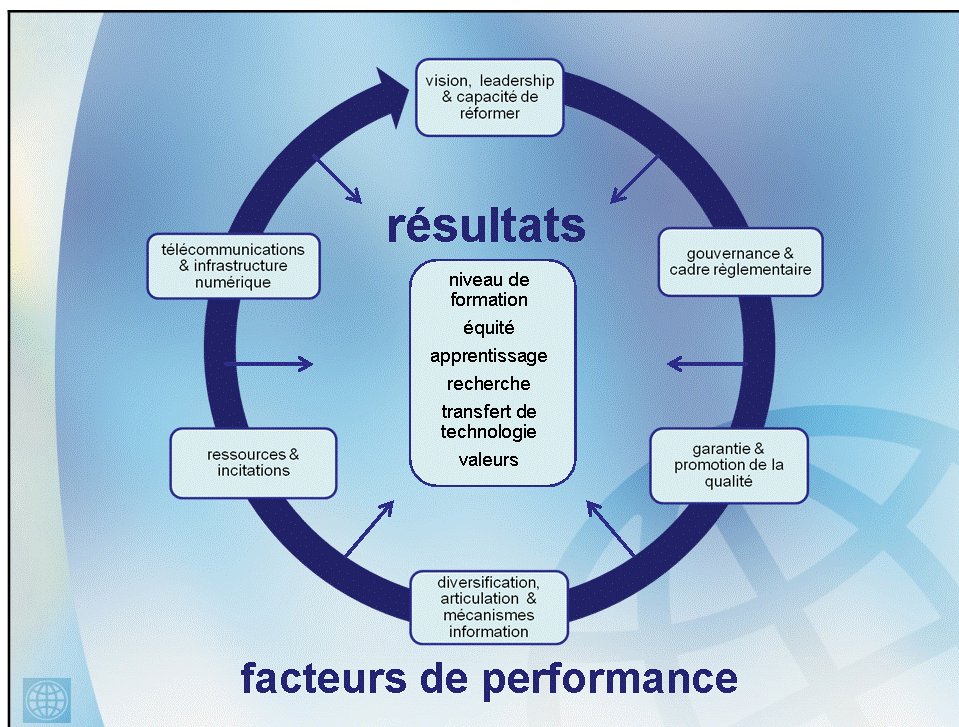 vision, leadership
& capacité de
réformer
résultats
télécommunications
& infrastructure
numérique
gouvernance &
cadre règlementaire
niveau de
formation
équité
apprentissage
recherche
transfert de
technologie
valeurs
ressources &
incitations
garantie &
promotion de la
qualité
diversification,
articulation &
mécanismes
information
facteurs de performance